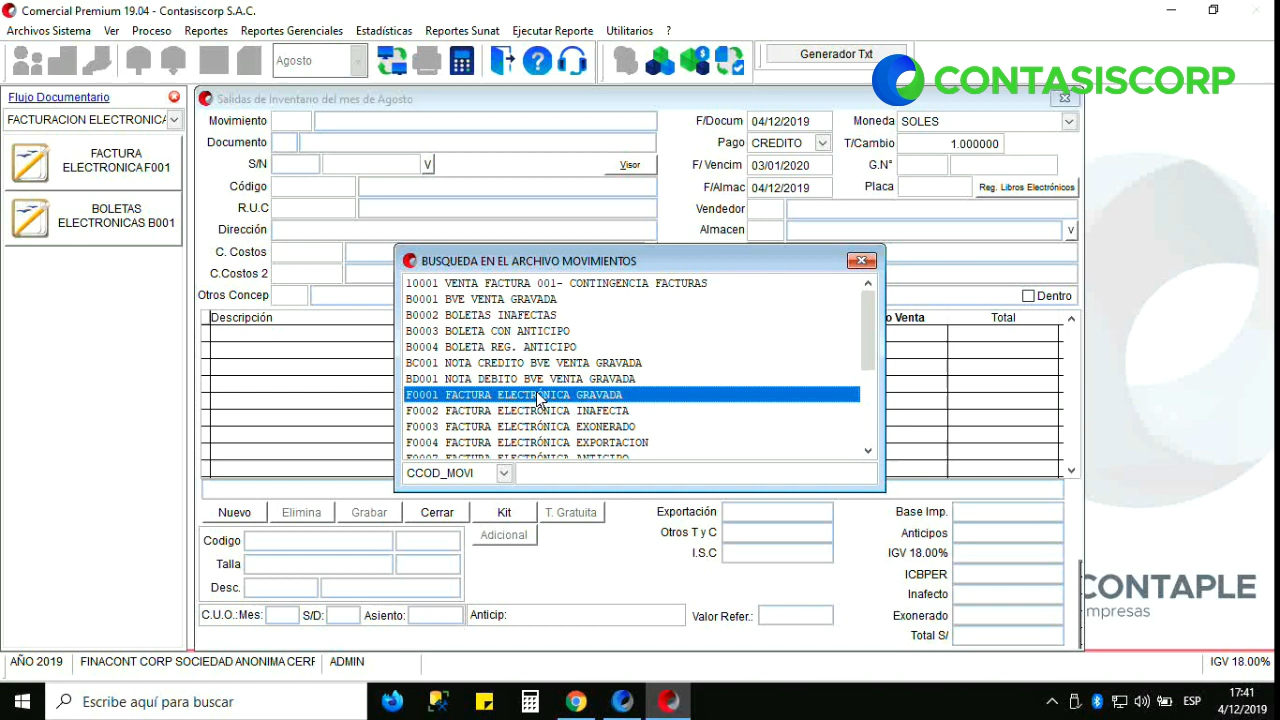 Comercial Premium 19.04 - Contasiscorp S.A.C.
Archivos Sistema Ver Proceso Reportes Reportes Gerenciales Estadísticas Reportes Sunat Ejecutar Reporte Utilitarios ?
Agosto
Generador Txt
CONTASISCORP
Flujo Documentario
FACTURACION ELECTRONICA
FACTURA
ELECTRONICA F001
BOLETAS
ELECTRONICAS B001
Salidas de Inventario del mes de Agosto
Movimiento F/Docum 04/12/2019 Moneda SOLES
Documento Pago CREDITO T/Cambio 1.000000
S/N V Visor F/ Vencim 03/01/2020 G.N°
Código F/Almac 04/12/2019 Placa Reg. Libros Electrónicos
R.U.C Vendedor
Dirección Almacen V
C. Costos
C.Costos 2
Otros Concep Dentro
Descripción o Venta Total
BUSQUEDA EN EL ARCHIVO MOVIMIENTOS
10001 VENTA FACTURA 001- CONTINGENCIA FACTURAS
B0001 BVE VENTA GRAVADA
B0002 BOLETAS INAFECTAS
B0003 BOLETA CON ANTICIPO
B0004 BOLETA REG. ANTICIPO
BC001 NOTA CREDITO BVE VENTA GRAVADA
BD001 NOTA DEBITO BVE VENTA GRAVADA
F0001 FACTURA ELECTRÓNICA GRAVADA
F0002 FACTURA ELECTRÓNICA INAFECTA
F0003 FACTURA ELECTRÓNICA EXONERADO
F0004 FACTURA ELECTRÓNICA EXPORTACION
F0007 FACTURA ELECTRÓNICA ANTICIPO
CCOD_MOVI
Nuevo Elimina Grabar Cerrar Kit T. Gratuita
Adicional
Codigo
Talla
Desc.
C.U.O.:Mes: S/D: Asiento: Anticip:
Exportación
Otros T y C
I.S.C
Valor Refer.:
Base Imp.
Anticipos
IGV 18.00%
ICBPER
Inafecto
Exonerado
Total S/
CONTAPLE
mpresas
AÑO 2019 FINACONT CORP SOCIEDAD ANONIMA CERF ADMIN IGV 18.00%
Escribe aquí para buscar
ESP
17:41
4/12/2019